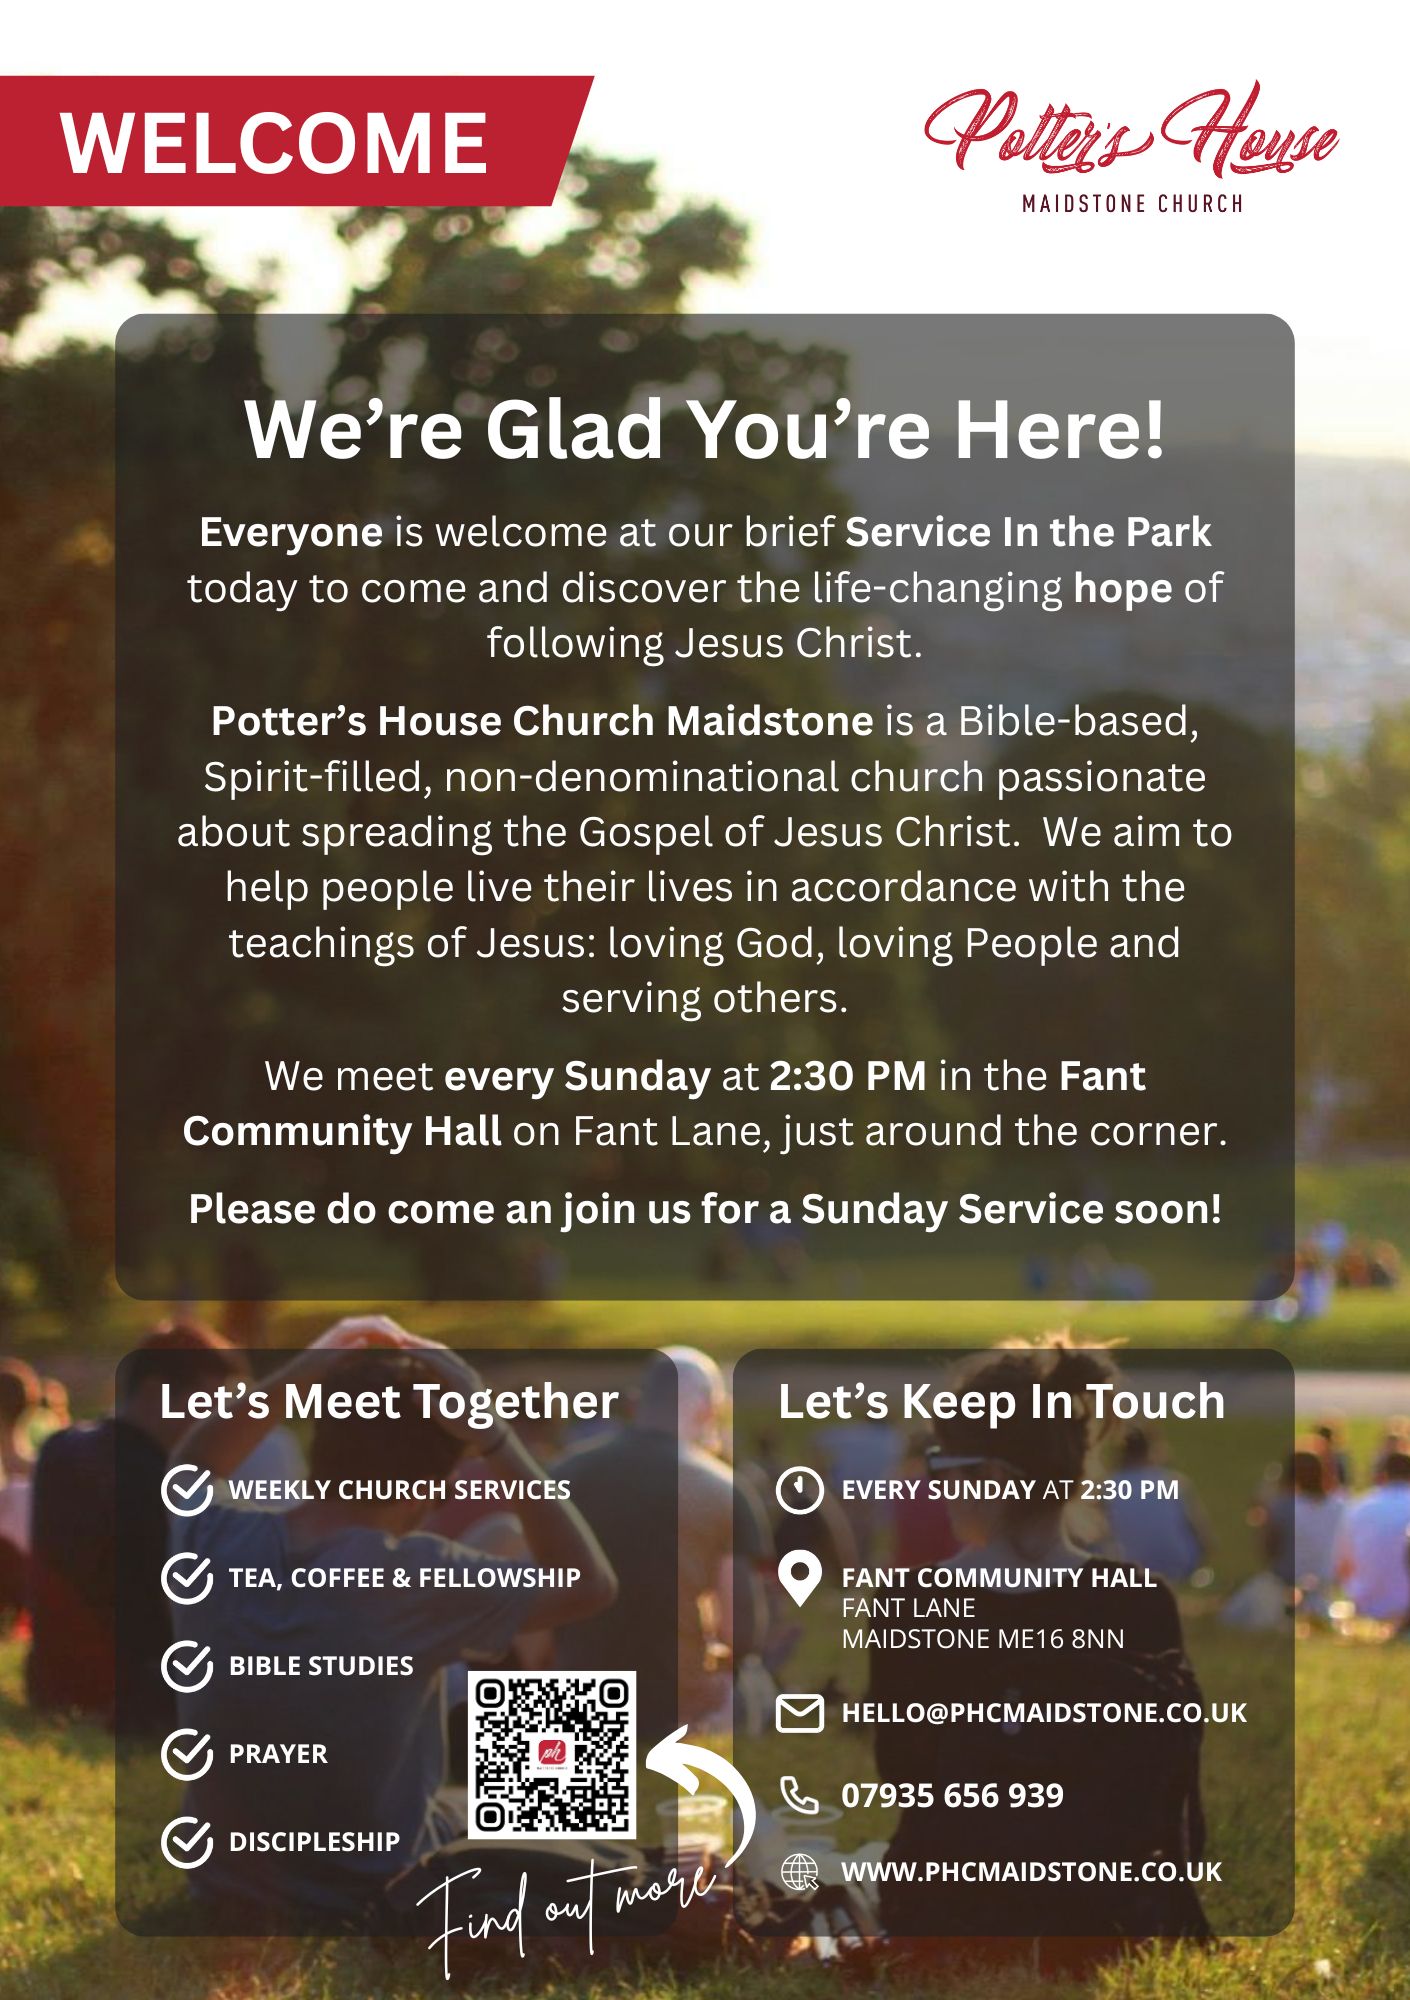 WELCOME
Potter's House
MAIDSTONE CHURCH
We’re Glad You’re Here!
Everyone is welcome at our brief Service In the Park
today to come and discover the life-changing hope of
following Jesus Christ.
Potter’s House Church Maidstone is a Bible-based,
Spirit-filled, non-denominational church passionate
about spreading the Gospel of Jesus Christ.  We aim to
help people live their lives in accordance with the
teachings of Jesus: loving God, loving People and
serving others.
We meet every Sunday at 2:30 PM in the Fant
Community Hall on Fant Lane, just around the corner.
Please do come an join us for a Sunday Service soon!
Let’s Meet Together
WEEKLY CHURCH SERVICES
TEA, COFFEE & FELLOWSHIP
BIBLE STUDIES
PRAYER
DISCIPLESHIP
ph
Find out more
Let’s Keep In Touch
EVERY SUNDAY AT 2:30 PM
FANT COMMUNITY HALL
FANT LANE
MAIDSTONE ME16 8NN
HELLO@PHCMAIDSTONE.CO.UK
07935 656 939
WWW.PHCMAIDSTONE.CO.UK